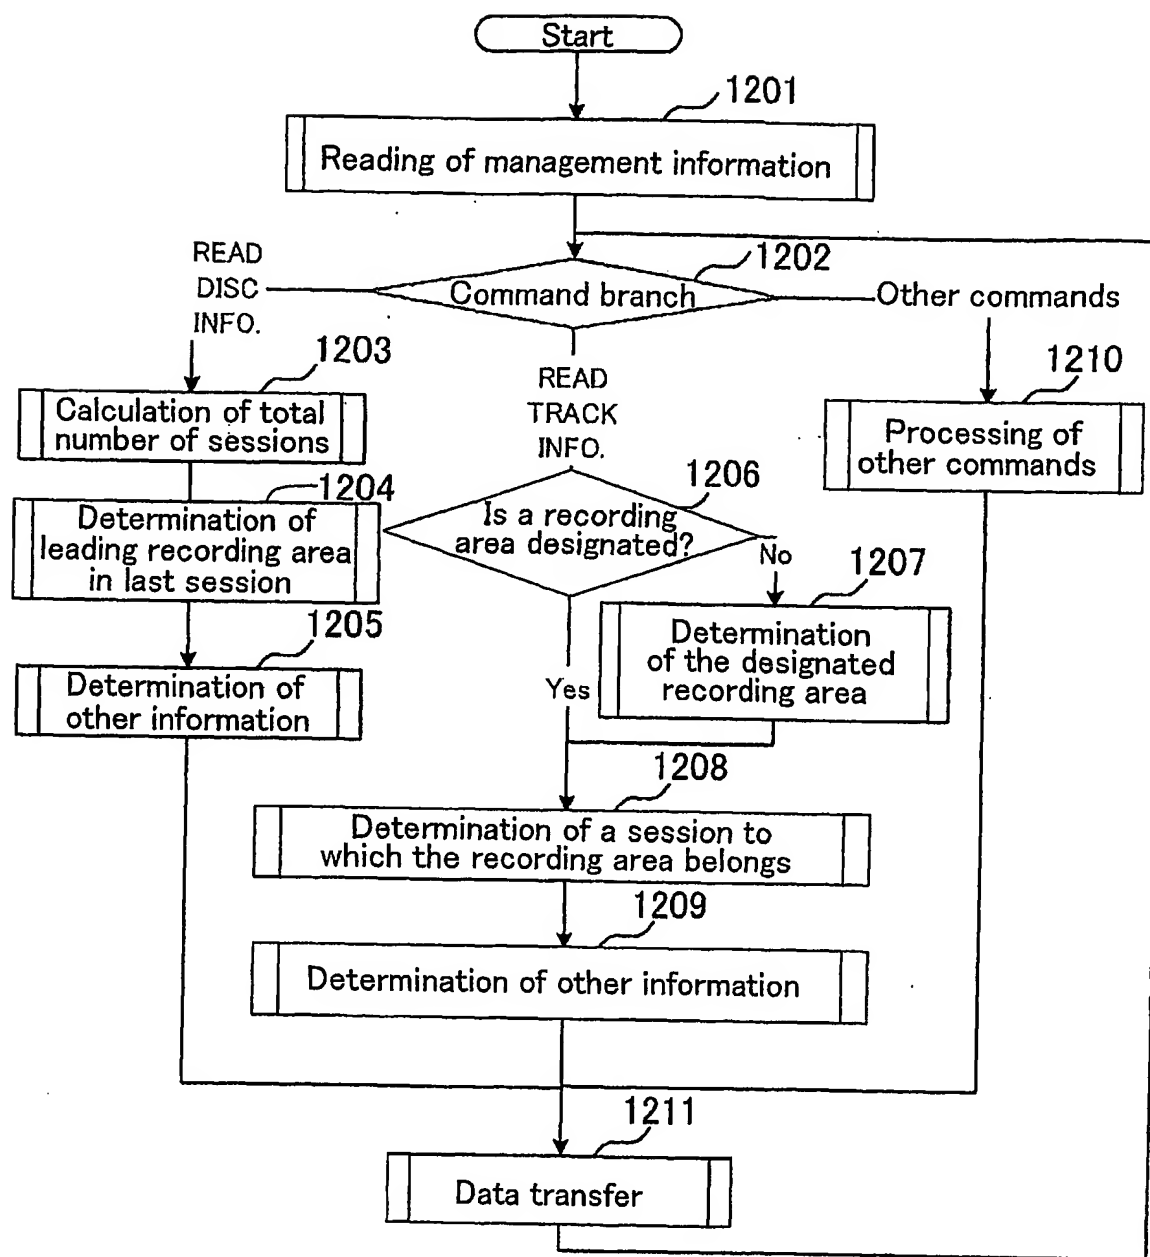 Start
1201
Reading of management information
1202
READ
DISC
INFO.
Command branch
Other commands
1203
Calculation of total
number of sessions
READ
TRACK
INFO.
1210
Processing of
other commands
1204
Determination of
leading recording area
in last session
1206
Is a recording
area designated?
No
1207
Determination
of the designated
recording area
1205
Determination of
other information
Yes
1208
Determination of a session to
which the recording area belongs
1209
Determination of other information
1211
Data transfer